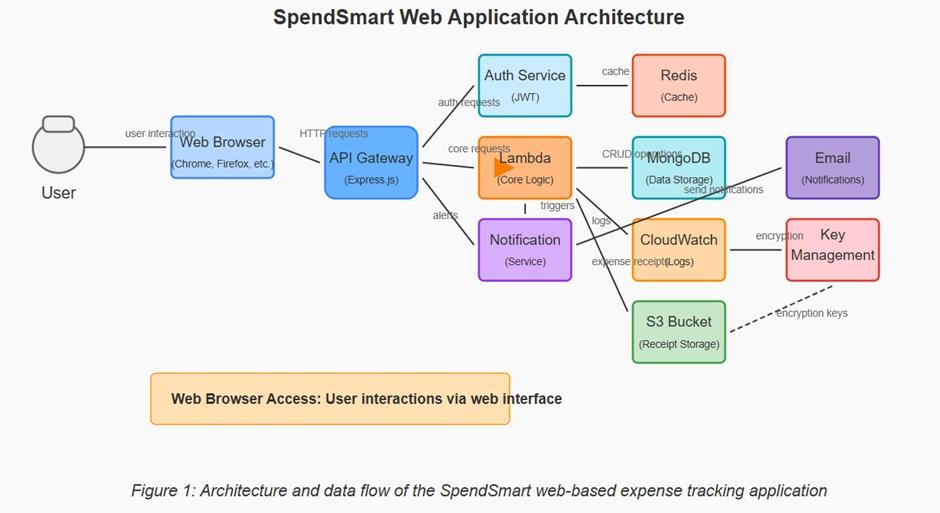 SpendSmart Web Application Architecture
Auth Service
(JWT)
cache
Redis
(Cache)
auth requests
user interaction
Web Browser
(Chrome, Firefox, etc.)
HTTP requests
API Gateway
(Express.js)
core requests
Lambda
(Core Logic)
CRUD operations
MongoDB
(Data Storage)
Email
(Notifications)
send notifications
User
alerts
triggers
logs
Notification
(Service)
expense receipts
CloudWatch
(Logs)
encryption
Key
Management
S3 Bucket
(Receipt Storage)
encryption keys
Web Browser Access: User interactions via web interface
Figure 1: Architecture and data flow of the SpendSmart web-based expense tracking application